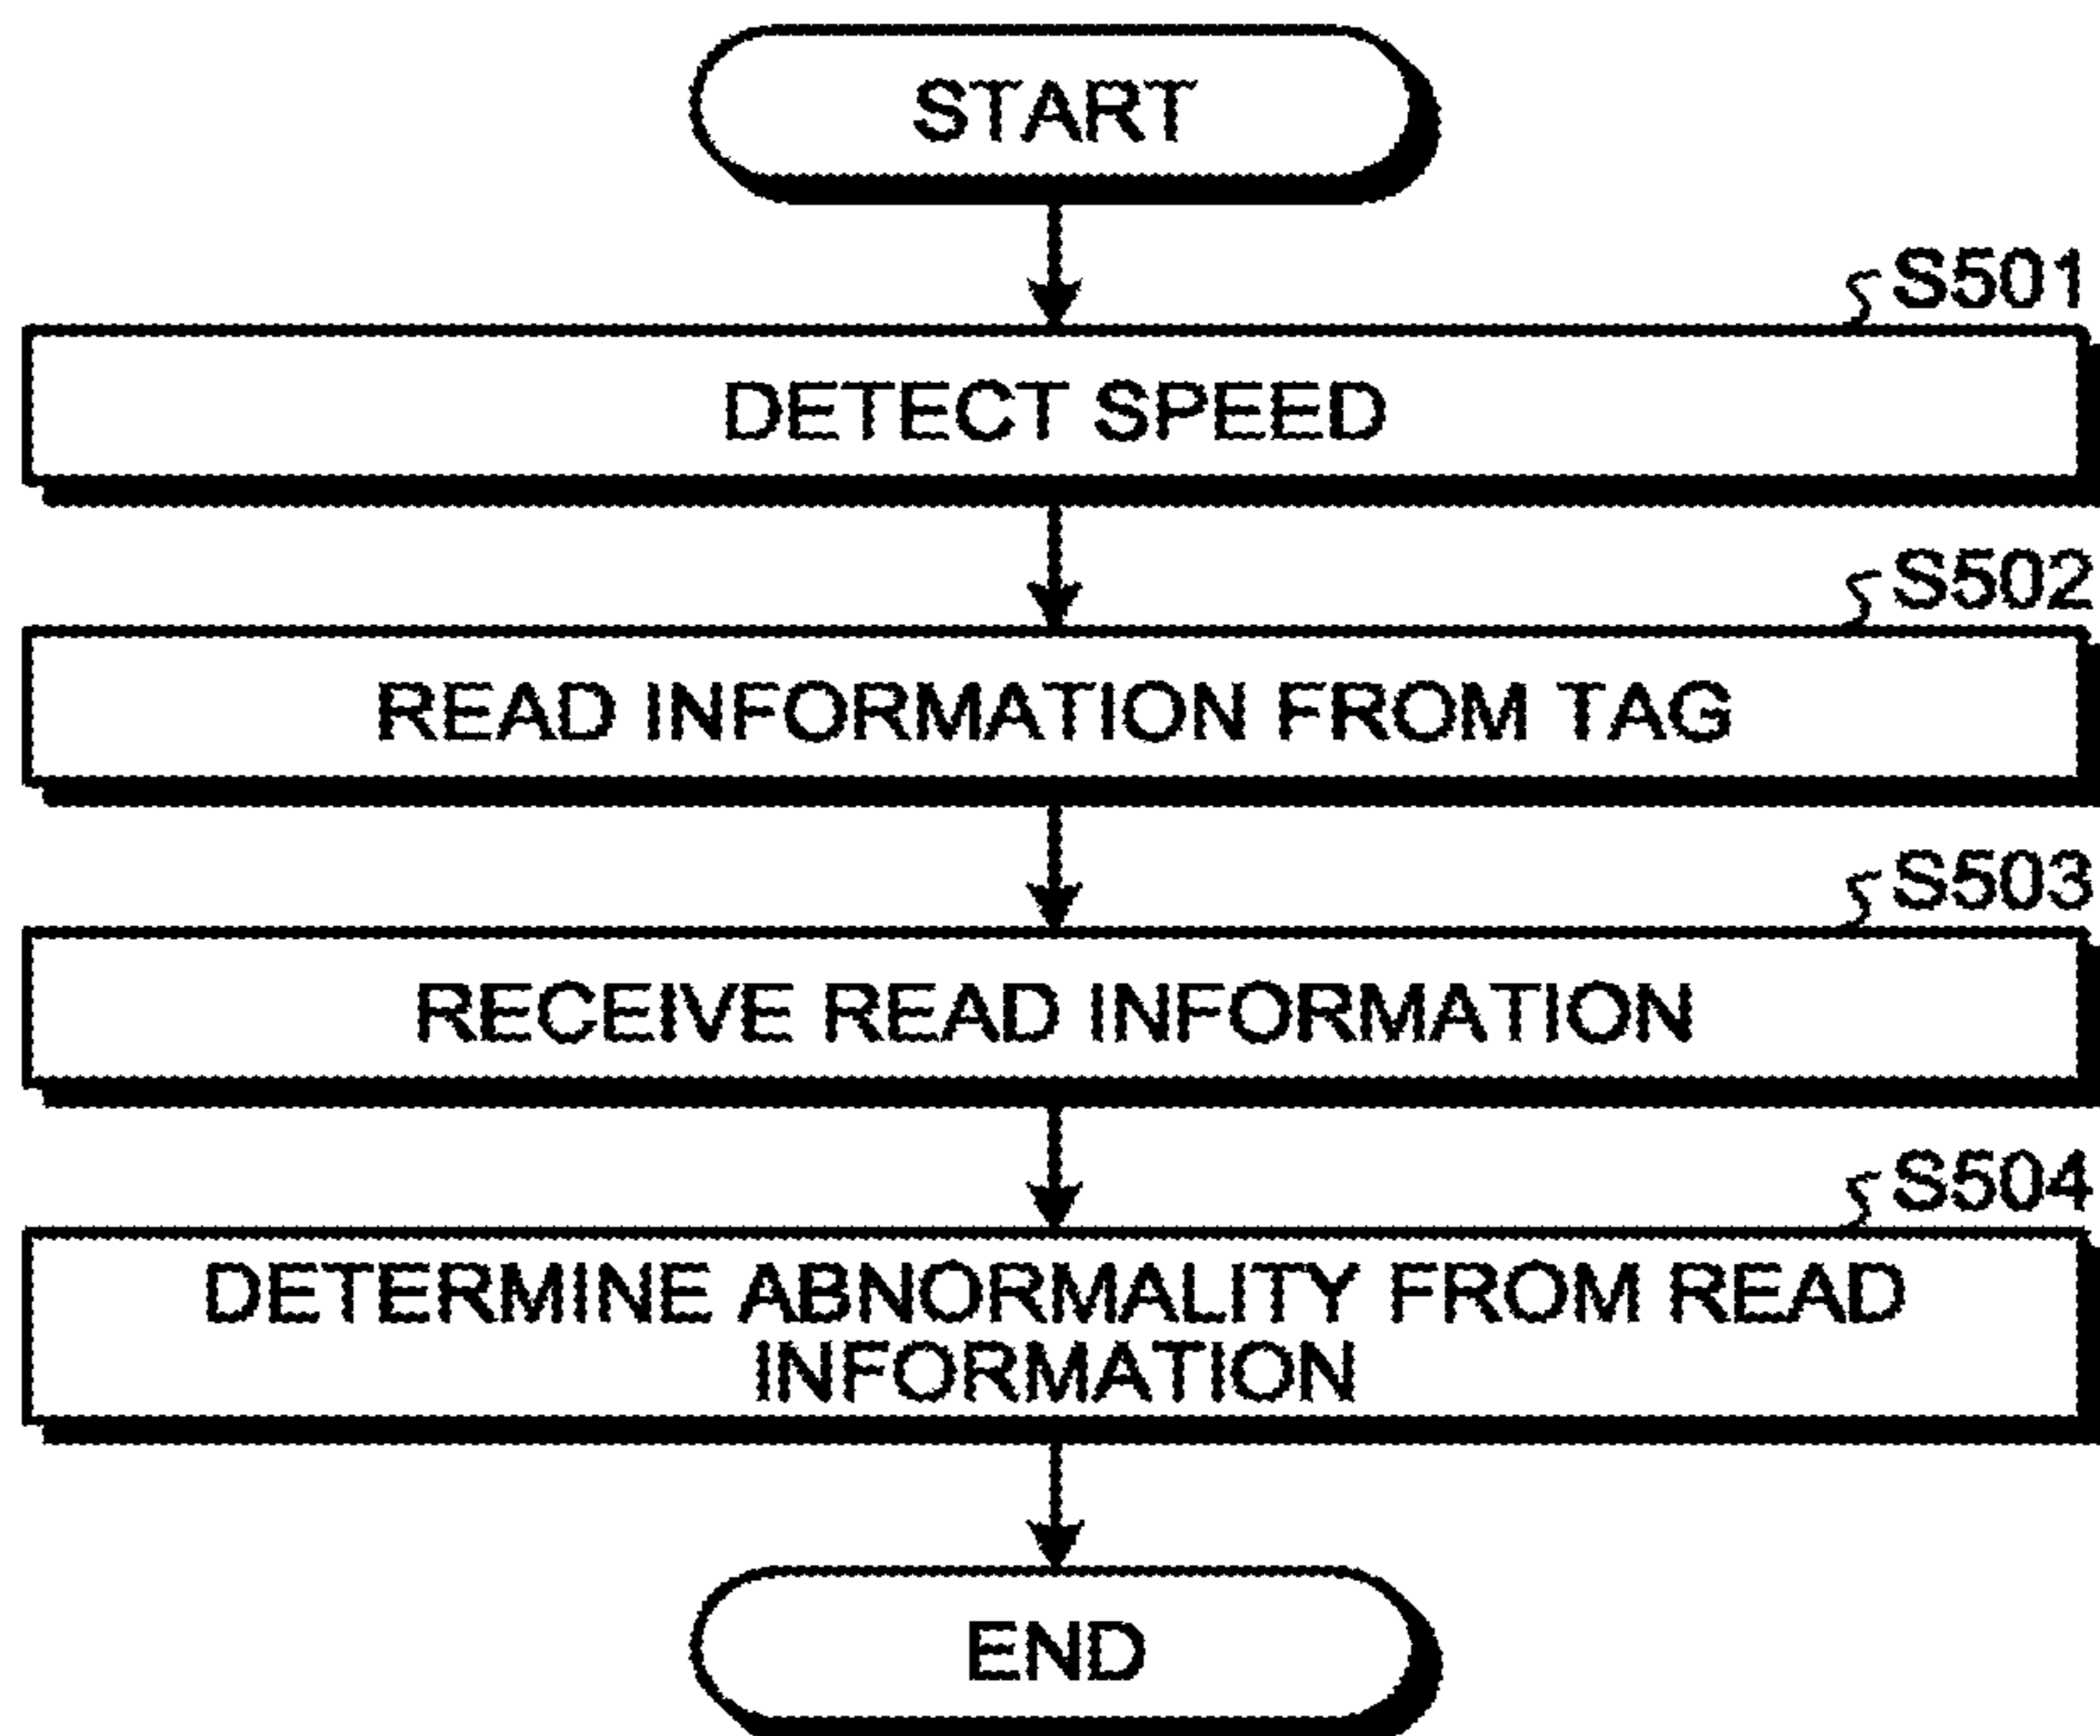 START
S501
DETECT SPEED
S502
READ INFORMATION FROM TAG
S503
RECEIVE READ INFORMATION
S504
DETERMINE ABNORMALITY FROM READ
INFORMATION
END